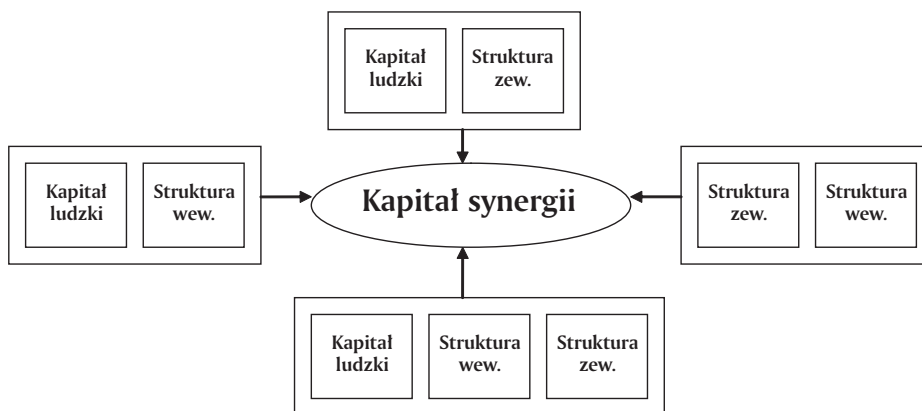 Kapitał
ludzki
Struktura
zew.
Kapitał
ludzki
Struktura
wew.
Kapitał synergii
Struktura
zew.
Struktura
wew.
Kapitał
ludzki
Struktura
wew.
Struktura
zew.